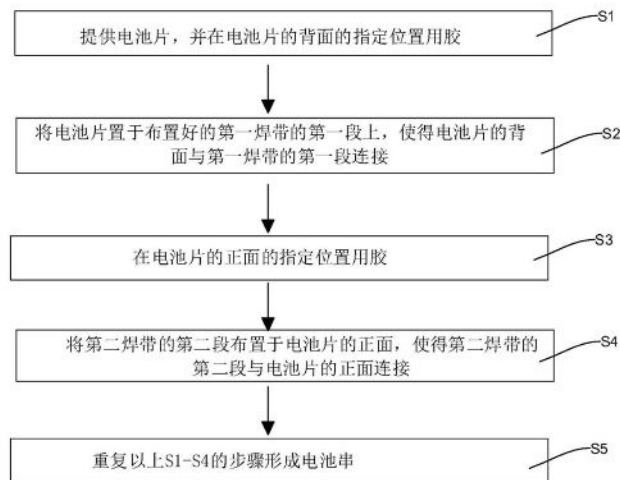 S1
提供电池片，并在电池片的背面的指定位置用胶
S2
将电池片置于布置好的第一焊带的第一段上，使得电池片的背
面与第一焊带的第一段连接
S3
在电池片的正面的指定位置用胶
S4
将第二焊带的第二段布置于电池片的正面，使得第二焊带的
第二段与电池片的正面连接
S5
重复以上S1-S4的步骤形成电池串